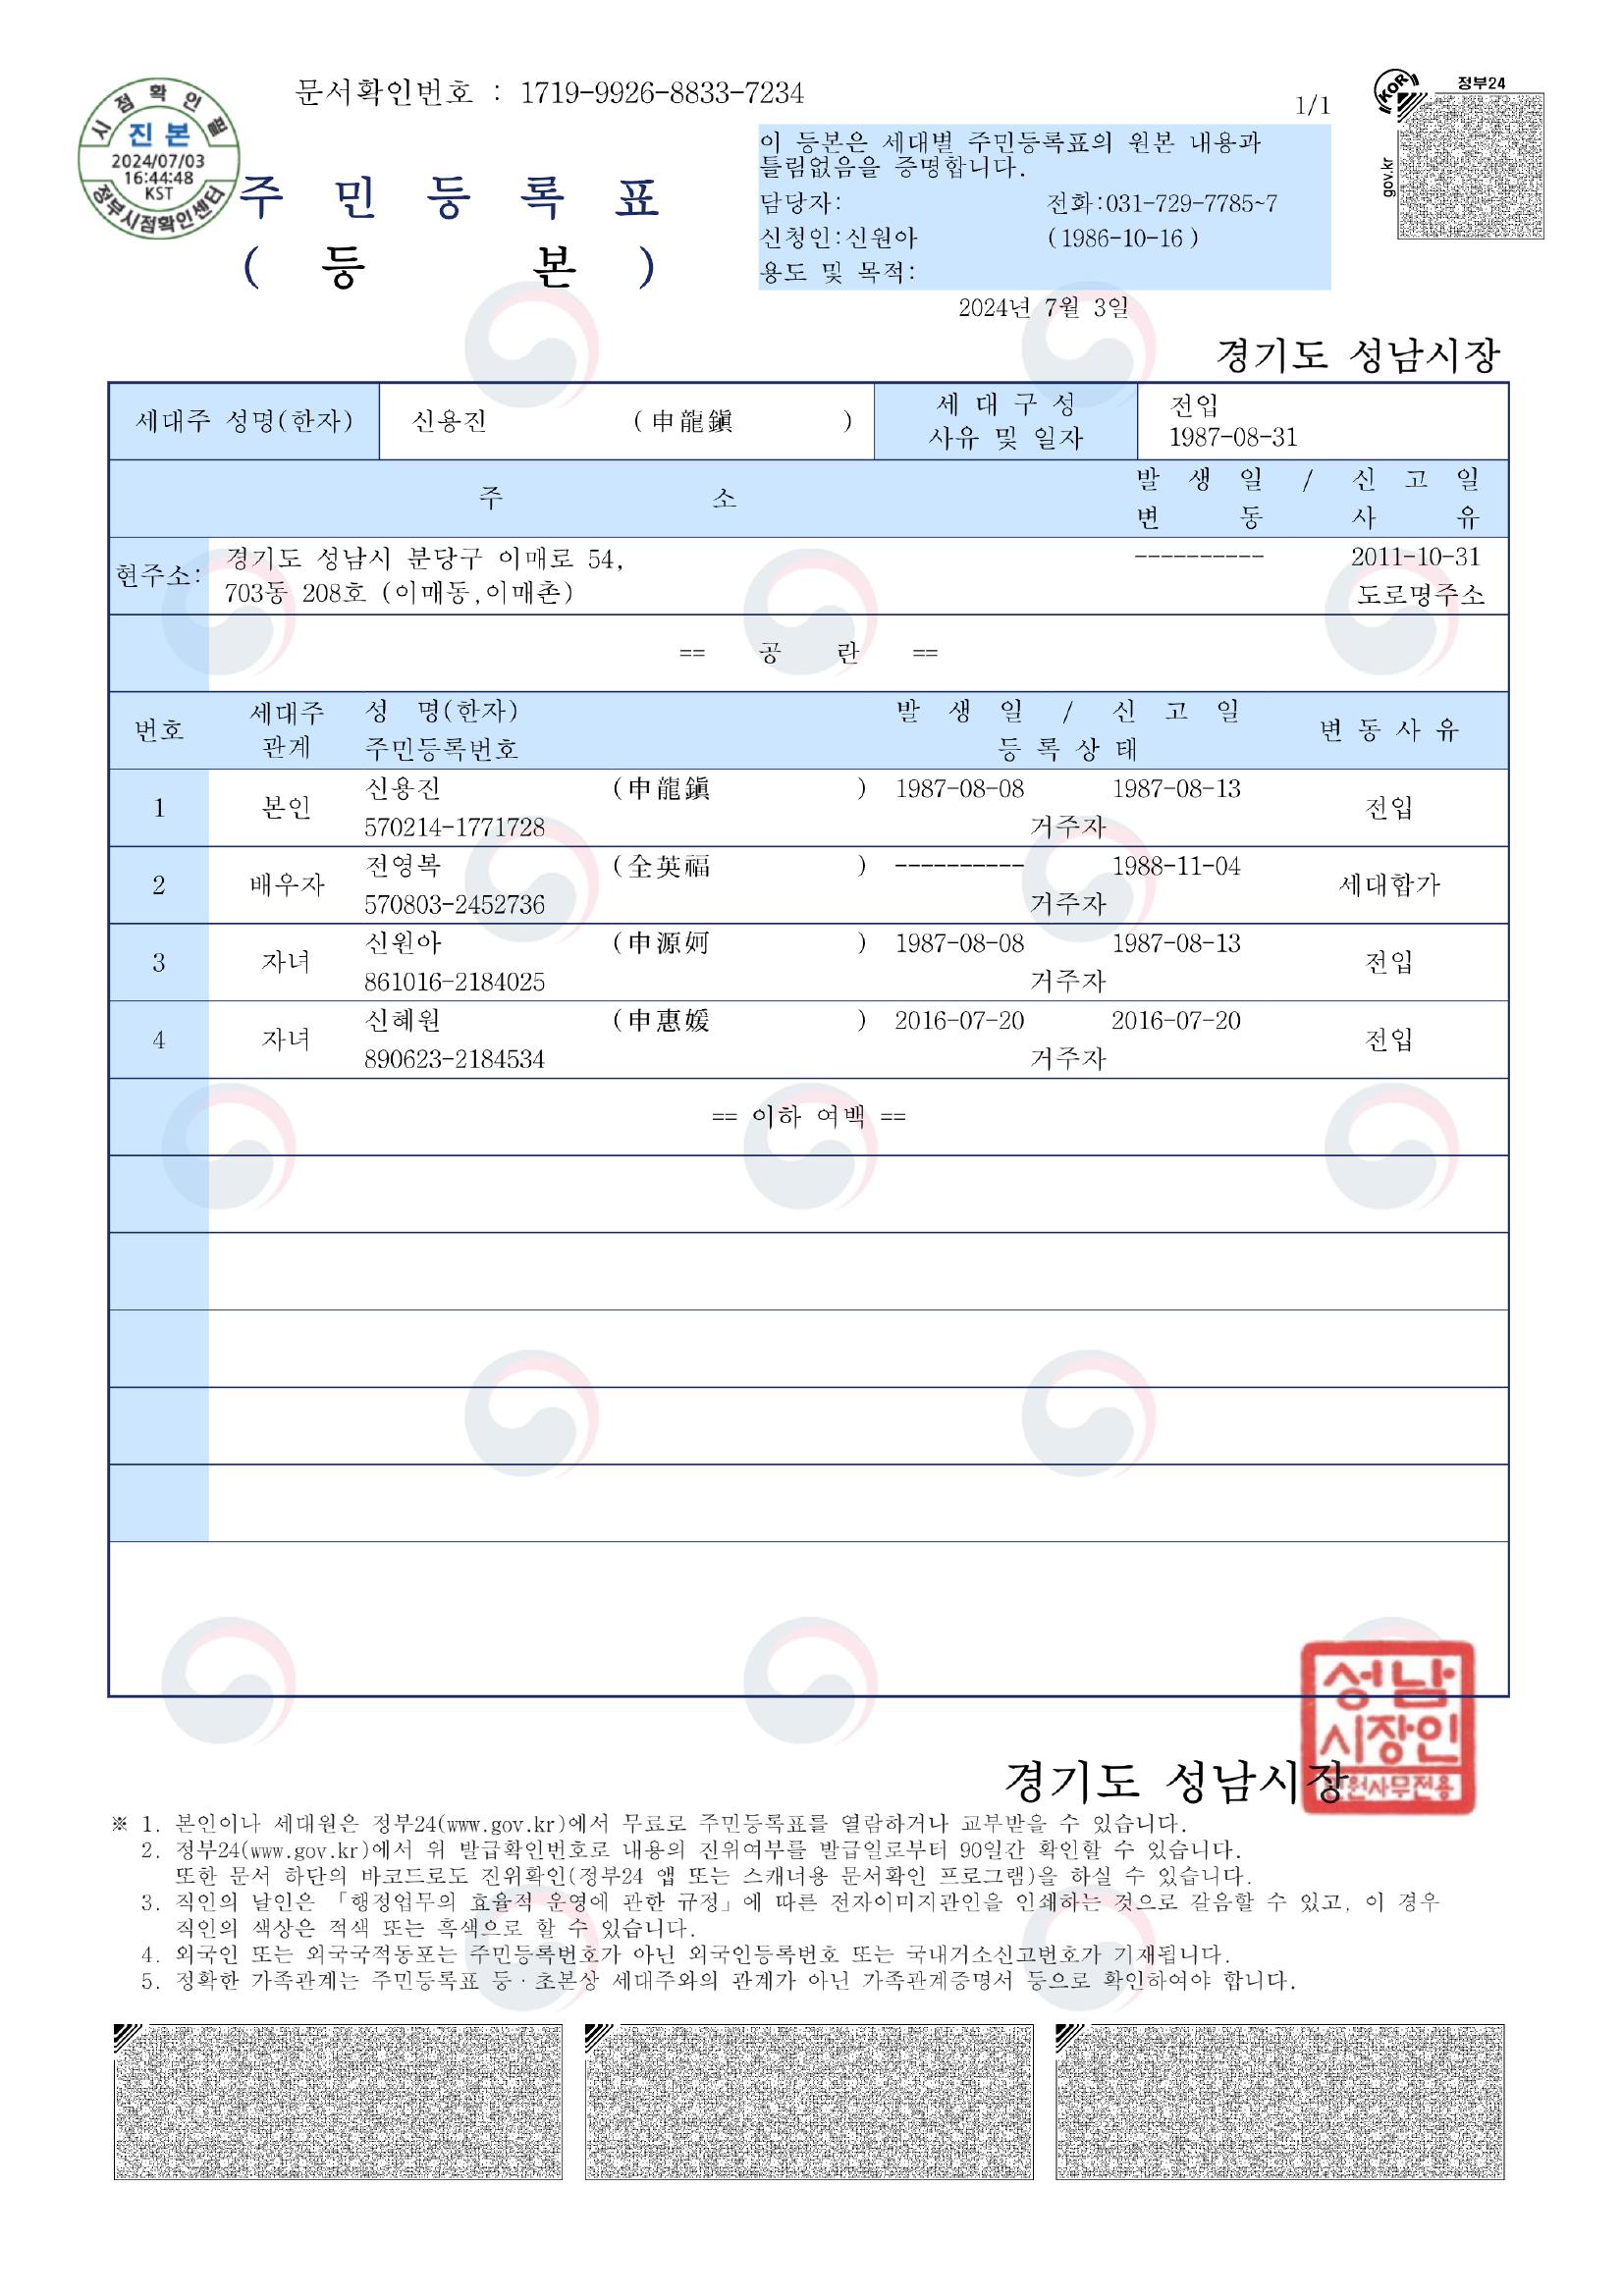 문서확인번호 : 1719-9926-8833-7234
1/1
정부24
KOR
gov.kr
시점확인필
진 본
2024/07/03
16:44:48
KST
정부시점확인센터
주 민 등 록 표
( 등 본 )
이 등본은 세대별 주민등록표의 원본 내용과
틀림없음을 증명합니다.
담당자: 전화:031-729-7785~7
신청인:신원아 (1986-10-16 )
용도 및 목적:
2024년 7월 3일
경기도 성남시장
세대주 성명(한자) 신용진 (申龍鎭 ) 세 대 구 성 사유 및 일자 전입 1987-08-31
주 소 발 생 일 / 신 고 일
변 동 사 유
현주소: 경기도 성남시 분당구 이매로 54, ---------- 2011-10-31
703동 208호 (이매동,이매촌) 도로명주소
== 공 란 ==
번호 세대주 관계 성 명(한자) 주민등록번호 발 생 일 / 신 고 일 등 록 상 태 변 동 사 유
1 본인 신용진 (申龍鎭 ) 1987-08-08 1987-08-13 전입
570214-1771728 거주자
2 배우자 전영복 (全英福 ) ---------- 1988-11-04 세대합가
570803-2452736 거주자
3 자녀 신원아 (申源妸 ) 1987-08-08 1987-08-13 전입
861016-2184025 거주자
4 자녀 신혜원 (申惠媛 ) 2016-07-20 2016-07-20 전입
890623-2184534 거주자
== 이하 여백 ==
경기도 성남시장
성남
시장인
민원사무전용
※ 1. 본인이나 세대원은 정부24(www.gov.kr)에서 무료로 주민등록표를 열람하거나 교부받을 수 있습니다.
2. 정부24(www.gov.kr)에서 위 발급확인번호로 내용의 진위여부를 발급일로부터 90일간 확인할 수 있습니다.
또한 문서 하단의 바코드로도 진위확인(정부24 앱 또는 스캐너용 문서확인 프로그램)을 하실 수 있습니다.
3. 직인의 날인은 「행정업무의 효율적 운영에 관한 규정」에 따른 전자이미지관인을 인쇄하는 것으로 갈음할 수 있고, 이 경우
직인의 색상은 적색 또는 흑색으로 할 수 있습니다.
4. 외국인 또는 외국국적동포는 주민등록번호가 아닌 외국인등록번호 또는 국내거소신고번호가 기재됩니다.
5. 정확한 가족관계는 주민등록표 등·초본상 세대주와의 관계가 아닌 가족관계증명서 등으로 확인하여야 합니다.